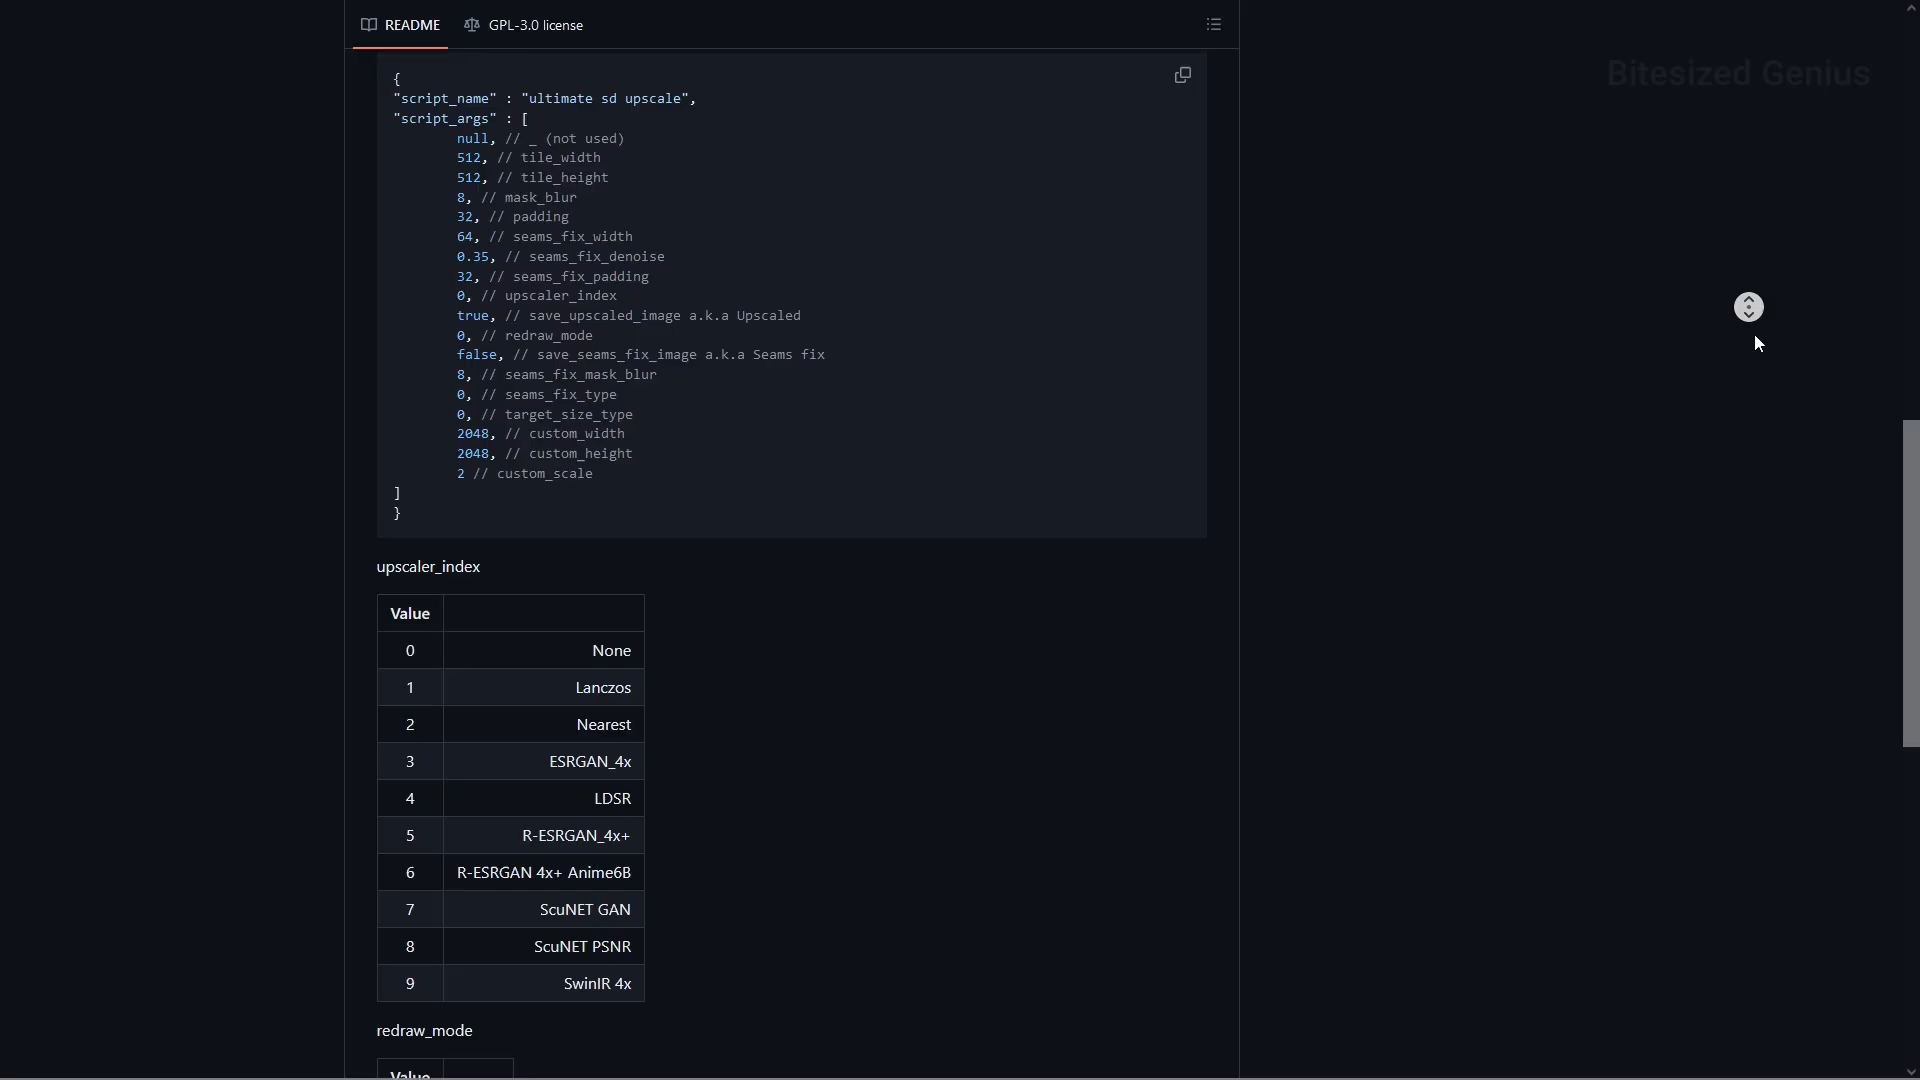 README GPL-3.0 license
Bitesized Genius
{
"script_name" : "ultimate sd upscale",
"script_args" : [
null, // _ (not used)
512, // tile_width
512, // tile_height
8, // mask_blur
32, // padding
64, // seams_fix_width
0.35, // seams_fix_denoise
32, // seams_fix_padding
0, // upscaler_index
true, // save_upscaled_image a.k.a Upscaled
0, // redraw_mode
false, // save_seams_fix_image a.k.a Seams fix
8, // seams_fix_mask_blur
0, // seams_fix_type
0, // target_size_type
2048, // custom_width
2048, // custom_height
2 // custom_scale
]
}
upscaler_index
Value
0 None
1 Lanczos
2 Nearest
3 ESRGAN_4x
4 LDSR
5 R-ESRGAN_4x+
6 R-ESRGAN 4x+ Anime6B
7 ScuNET GAN
8 ScuNET PSNR
9 SwinIR 4x
redraw_mode
Value